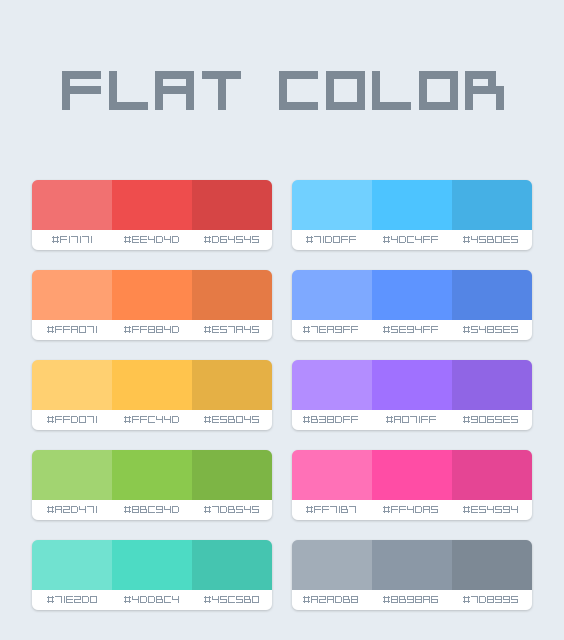 FLAT COLOR
#F17171 #EE4D4D #D64545 #71D0FF #4DC4FF #45B0E5
#FFA071 #FF884D #E57A45 #7EA9FF #5E94FF #5485E5
#FFD071 #FFC44D #E5B045 #B38DFF #A071FF #9065E5
#A2D471 #8BC94D #7DB545 #FF71B7 #FF4DA5 #E54594
#71E2D0 #4DDBC4 #45C5B0 #A2ADB8 #8B98A6 #7D8995